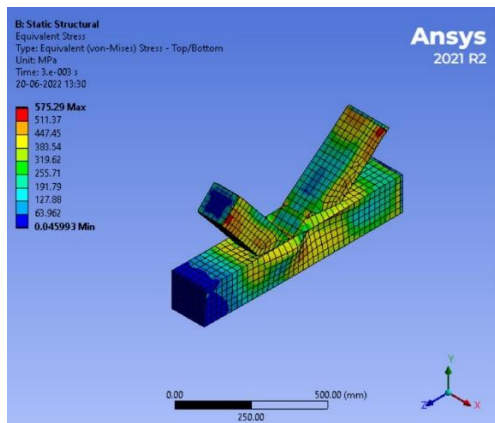 B: Static Structural
Equivalent Stress
Type: Equivalent (von-Mises) Stress - Top/Bottom
Unit: MPa
Time: 3.e-003 s
20-06-2022 13:30
Ansys
2021 R2
575.29 Max
511.37
447.45
383.54
319.62
255.71
191.79
127.88
63.962
0.045993 Min
Y
Z
X
0.00
500.00 (mm)
250.00